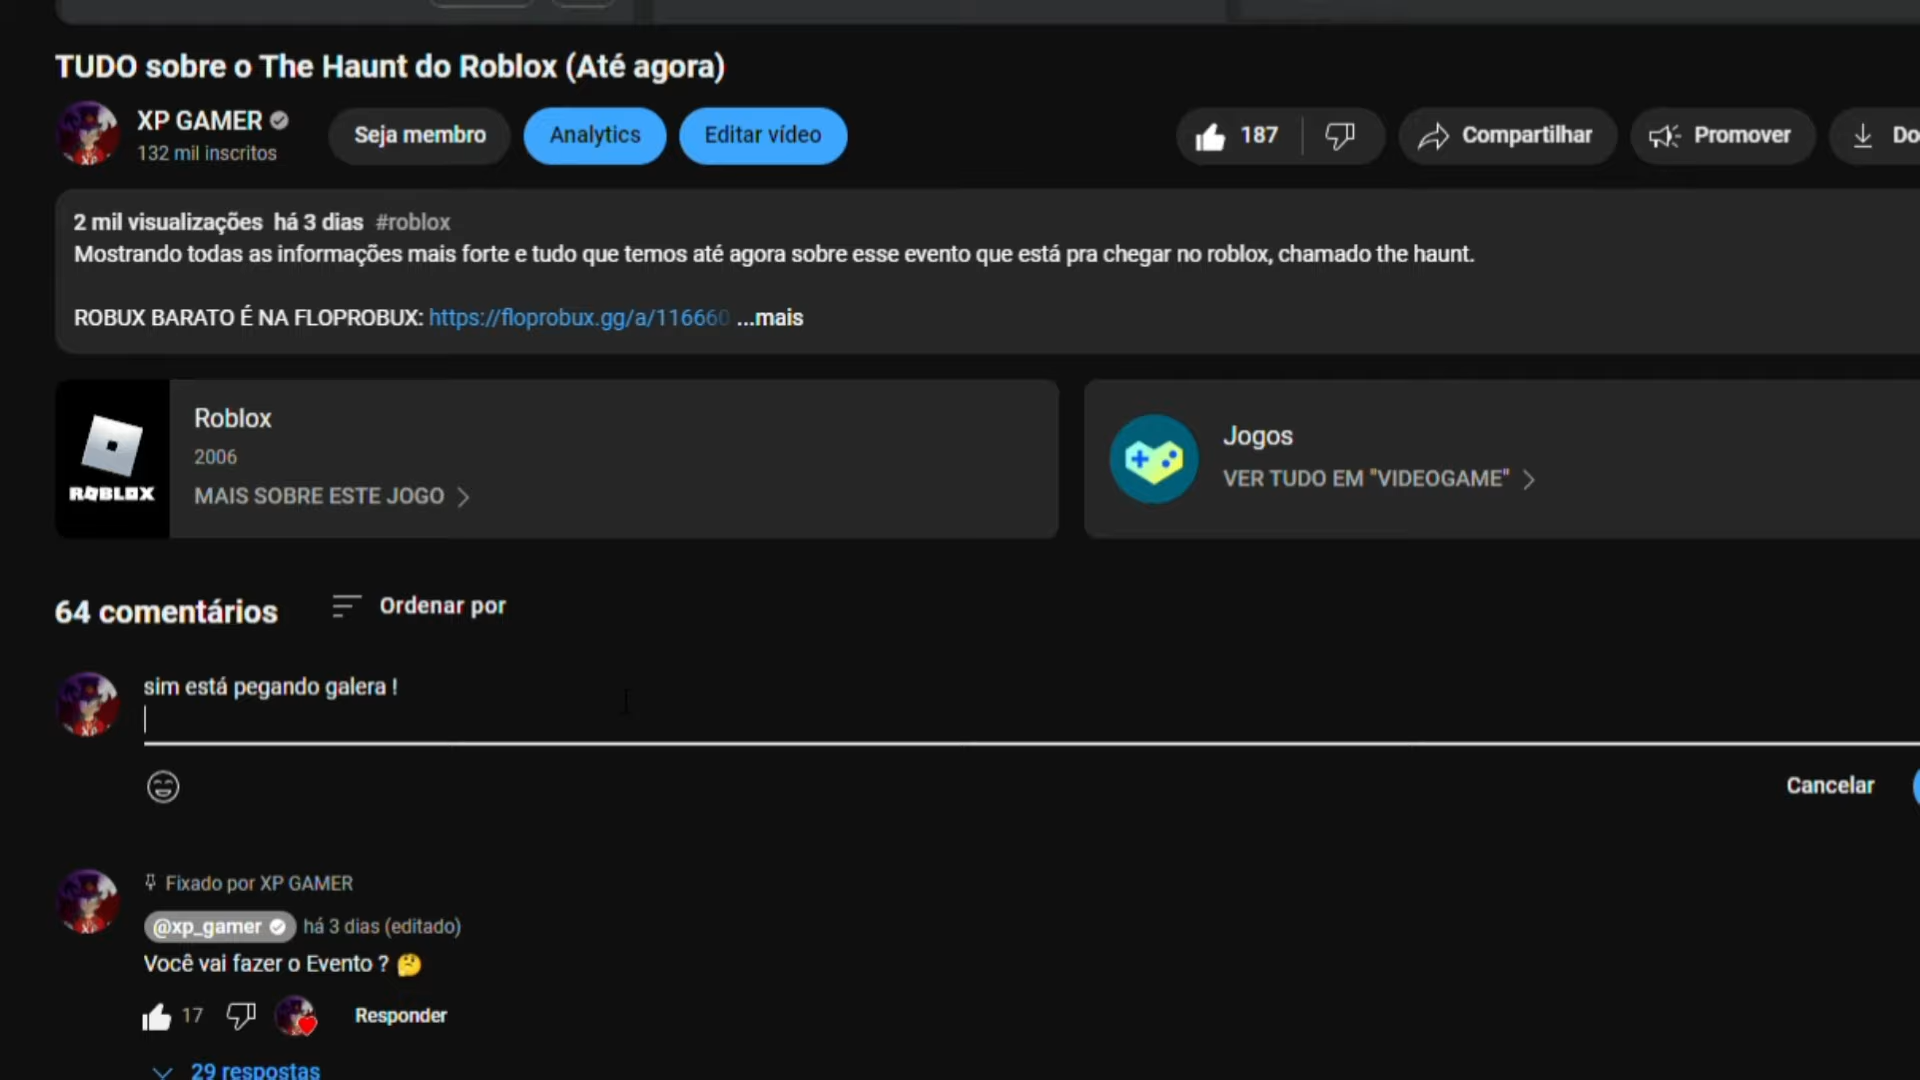 TUDO sobre o The Haunt do Roblox (Até agora)
XP GAMER
132 mil inscritos
Seja membro
Analytics
Editar vídeo
187
Compartilhar
Promover
2 mil visualizações há 3 dias #roblox
Mostrando todas as informações mais forte e tudo que temos até agora sobre esse evento que está pra chegar no roblox, chamado the haunt.
ROBUX BARATO É NA FLOPROBUX: https://floprobux.gg/a/116660 ...mais
ROBLOX
Roblox
2006
MAIS SOBRE ESTE JOGO
Jogos
VER TUDO EM "VIDEOGAME"
64 comentários
Ordenar por
sim está pegando galera !
Cancelar
Fixado por XP GAMER
@xp_gamer há 3 dias (editado)
Você vai fazer o Evento ? 🤔
17
Responder
29 respostas